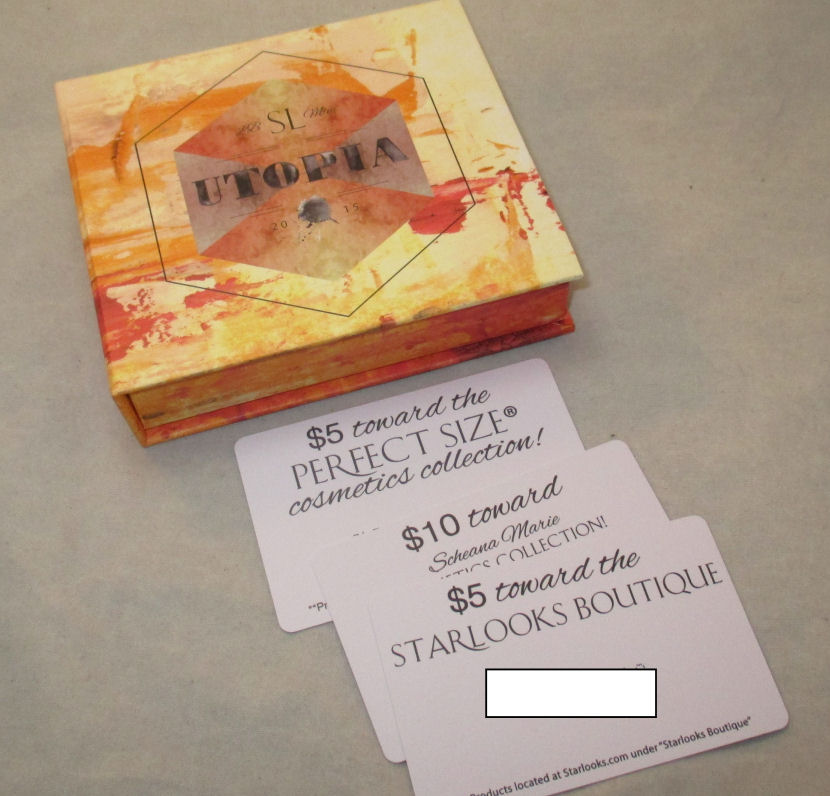 SL
UTOPIA
20 15
$5 toward the
PERFECT SIZE®
cosmetics collection!
$10 toward
Scheana Marie
COLLECTION!
$5 toward the
STARLOOKS BOUTIQUE
Products located at Starlooks.com under "Starlooks Boutique"